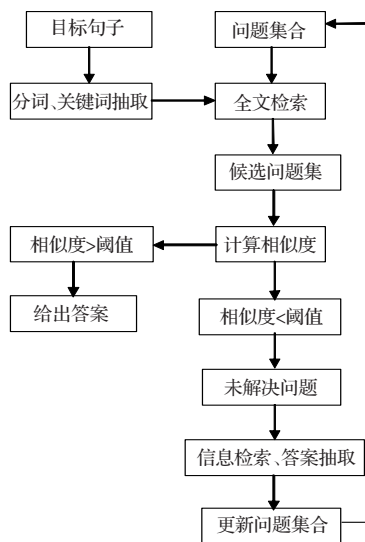 目标句子
问题集合
分词、关键词抽取
全文检索
候选问题集
相似度>阈值
计算相似度
给出答案
相似度<阈值
未解决问题
信息检索、答案抽取
更新问题集合